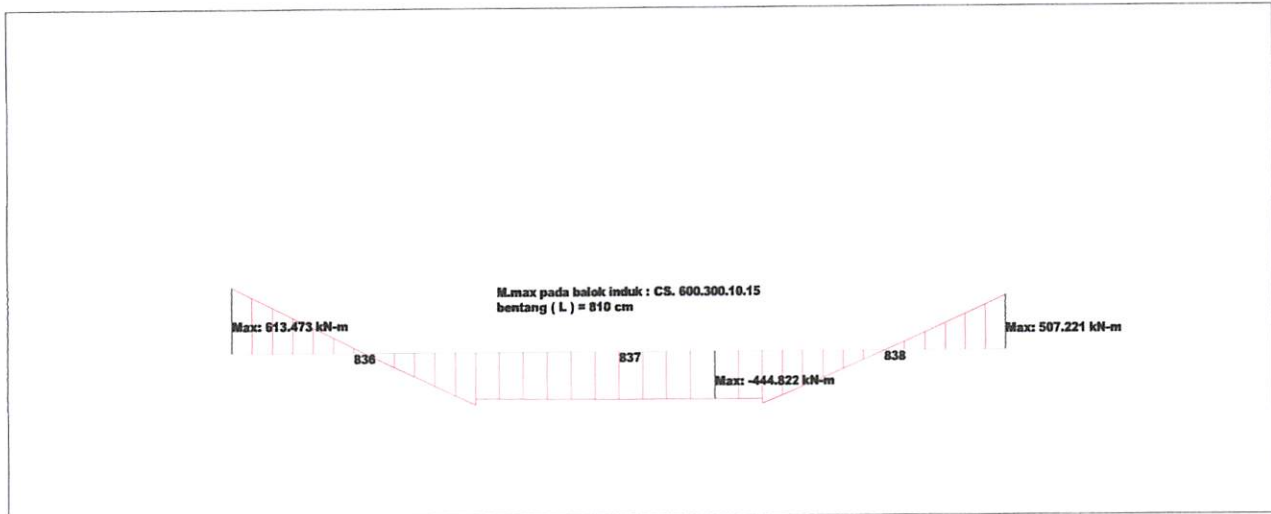 M.max pada balok induk : CS. 600.300.10.15
bentang ( L ) = 810 cm
Max: 613.473 kN-m
Max: 507.221 kN-m
836
837
838
Max: -444.822 kN-m